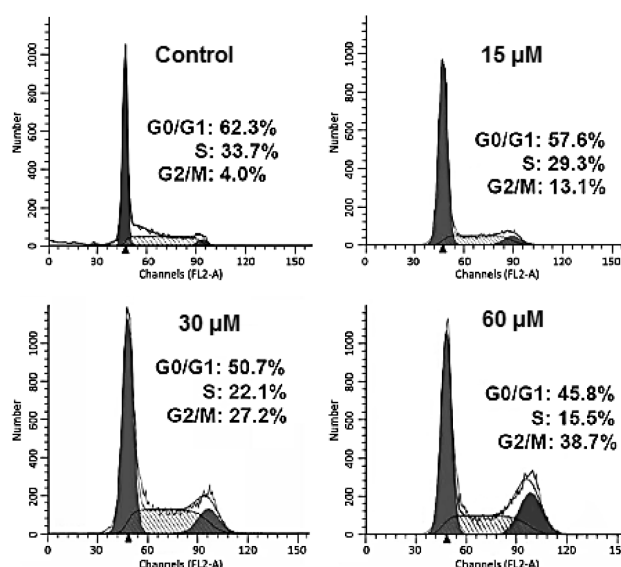 Control
G0/G1: 62.3%
S: 33.7%
G2/M: 4.0%
Number
0 200 400 600 800 1000
0 30 60 90 120 150
Channels (FL2-A)
15 μM
G0/G1: 57.6%
S: 29.3%
G2/M: 13.1%
Number
0 200 400 600 800 1000
0 30 60 90 120 150
Channels (FL2-A)
30 μM
G0/G1: 50.7%
S: 22.1%
G2/M: 27.2%
Number
0 200 400 600 800 1000
0 30 60 90 120 150
Channels (FL2-A)
60 μM
G0/G1: 45.8%
S: 15.5%
G2/M: 38.7%
Number
0 200 400 600 800 1000
0 30 60 90 120 150
Channels (FL2-A)